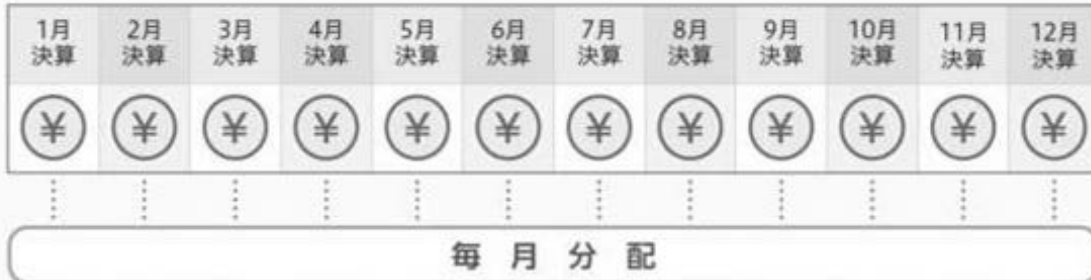 1月 2月 3月 4月 5月 6月 7月 8月 9月 10月 11月 12月
決算 決算 決算 決算 決算 決算 決算 決算 決算 決算 決算 決算
¥ ¥ ¥ ¥ ¥ ¥ ¥ ¥ ¥ ¥ ¥ ¥
毎月分配